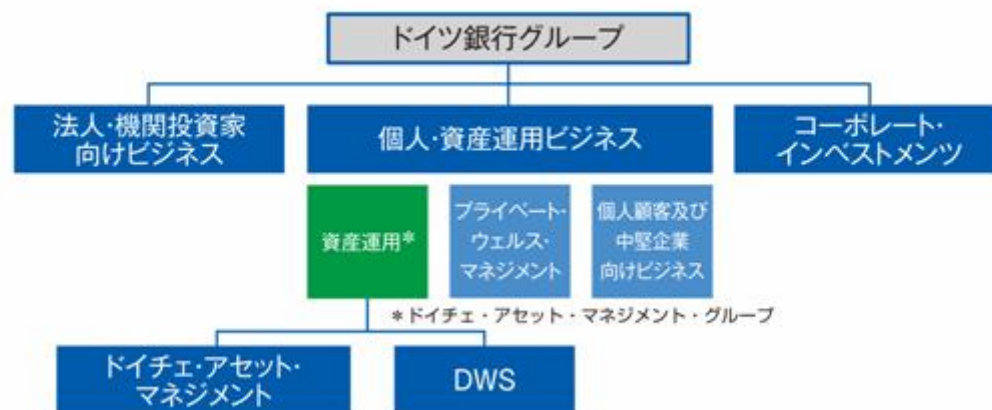 ドイツ銀行グループ
法人・機関投資家
向けビジネス
個人・資産運用ビジネス
コーポレート・
インベストメンツ
資産運用*
プライベート・
ウェルス・
マネジメント
個人顧客及び
中堅企業
向けビジネス
*ドイチェ・アセット・マネジメント・グループ
ドイチェ・アセット・
マネジメント
DWS